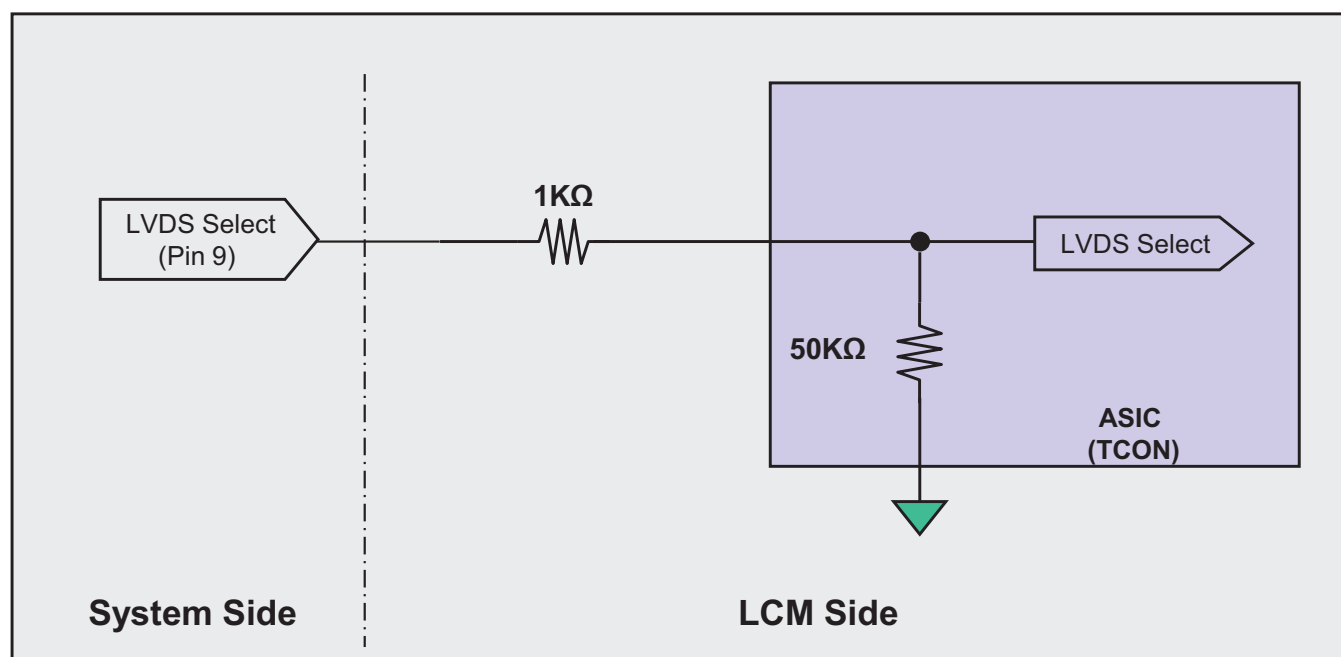 1KΩ
LVDS Select
(Pin 9)
LVDS Select
50KΩ
ASIC
(TCON)
System Side
LCM Side